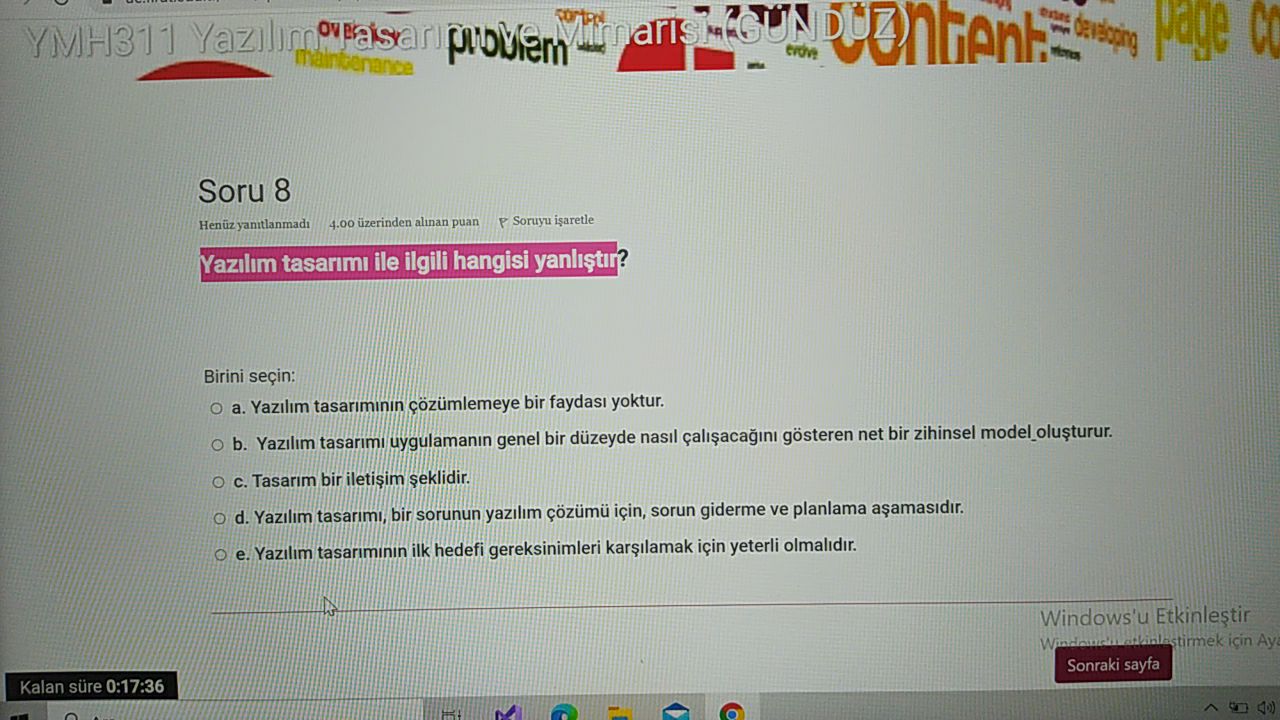 YMH311 Yazılım Tasarımı Ve Mimarisi (GÜNDÜZ)
maintenance
problem
control
evolve
content
developing
page
Soru 8
Henüz yanıtlanmadı 4.00 üzerinden alınan puan Soruyu işaretle
Yazılım tasarımı ile ilgili hangisi yanlıştır?
Birini seçin:
a. Yazılım tasarımının çözümlemeye bir faydası yoktur.
b. Yazılım tasarımı uygulamanın genel bir düzeyde nasıl çalışacağını gösteren net bir zihinsel model oluşturur.
c. Tasarım bir iletişim şeklidir.
d. Yazılım tasarımı, bir sorunun yazılım çözümü için, sorun giderme ve planlama aşamasıdır.
e. Yazılım tasarımının ilk hedefi gereksinimleri karşılamak için yeterli olmalıdır.
Windows'u Etkinleştir
Windows'u etkinleştirmek için Aya
Sonraki sayfa
Kalan süre 0:17:36